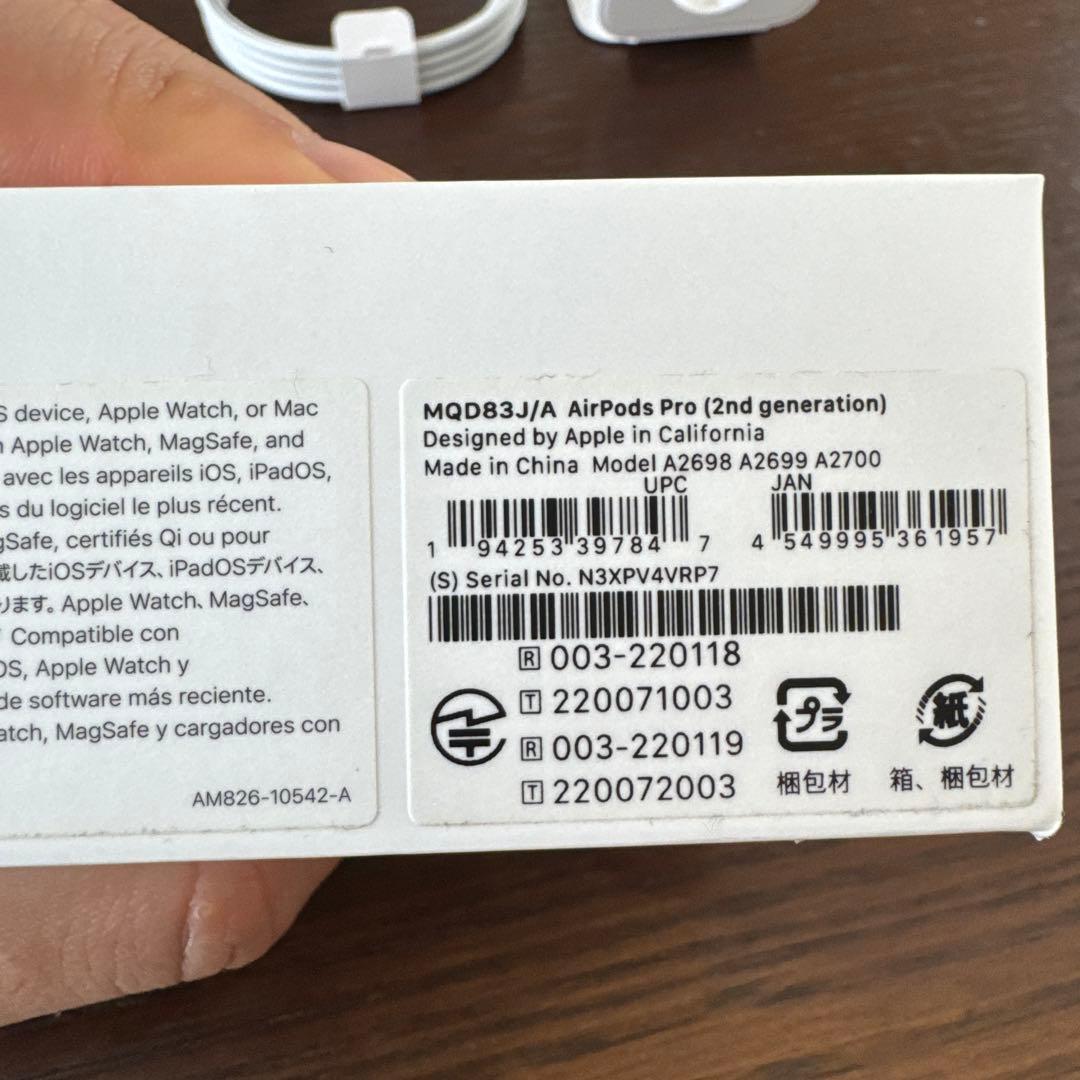 S device, Apple Watch, or Mac
n Apple Watch, MagSafe, and
avec les appareils iOS, iPadOS,
s du logiciel le plus récent.
gSafe, certifiés Qi ou pour
載したiOSデバイス、iPadOSデバイス、
ります。Apple Watch、MagSafe、
Compatible con
OS, Apple Watch y
de software más reciente.
atch, MagSafe y cargadores con
AM826-10542-A
MQD83J/A AirPods Pro (2nd generation)
Designed by Apple in California
Made in China Model A2698 A2699 A2700
UPC JAN
1 94253 39784 7 4 549995 361957
(S) Serial No. N3XPV4VRP7
R 003-220118
T 220071003
R 003-220119
T 220072003
プラ 紙
梱包材 箱、梱包材